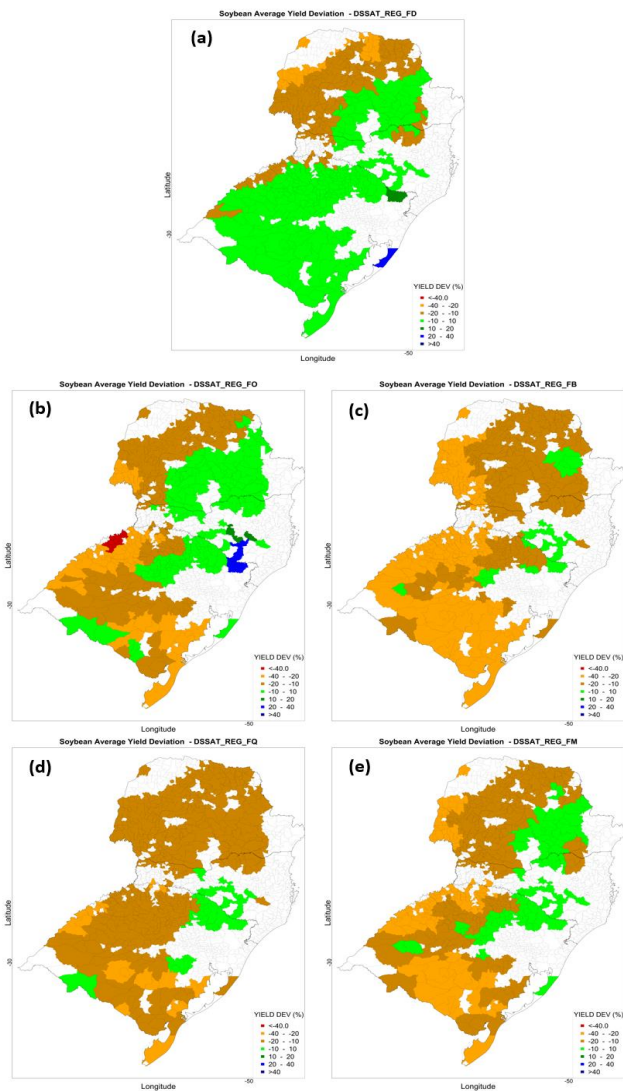 Soybean Average Yield Deviation - DSSAT_REG_FD
(a)
Latitude
-30
YIELD DEV (%)
<-40.0
-40 - -20
-20 - -10
-10 - 10
10 - 20
20 - 40
>40
-50
Longitude
Soybean Average Yield Deviation - DSSAT_REG_FO
(b)
Latitude
-30
YIELD DEV (%)
<-40.0
-40 - -20
-20 - -10
-10 - 10
10 - 20
20 - 40
>40
-50
Longitude
Soybean Average Yield Deviation - DSSAT_REG_FB
(c)
Latitude
-30
YIELD DEV (%)
<-40.0
-40 - -20
-20 - -10
-10 - 10
10 - 20
20 - 40
>40
-50
Longitude
Soybean Average Yield Deviation - DSSAT_REG_FQ
(d)
Latitude
-30
YIELD DEV (%)
<-40.0
-40 - -20
-20 - -10
-10 - 10
10 - 20
20 - 40
>40
Soybean Average Yield Deviation - DSSAT_REG_FM
(e)
Latitude
-30
YIELD DEV (%)
<-40.0
-40 - -20
-20 - -10
-10 - 10
10 - 20
20 - 40
>40